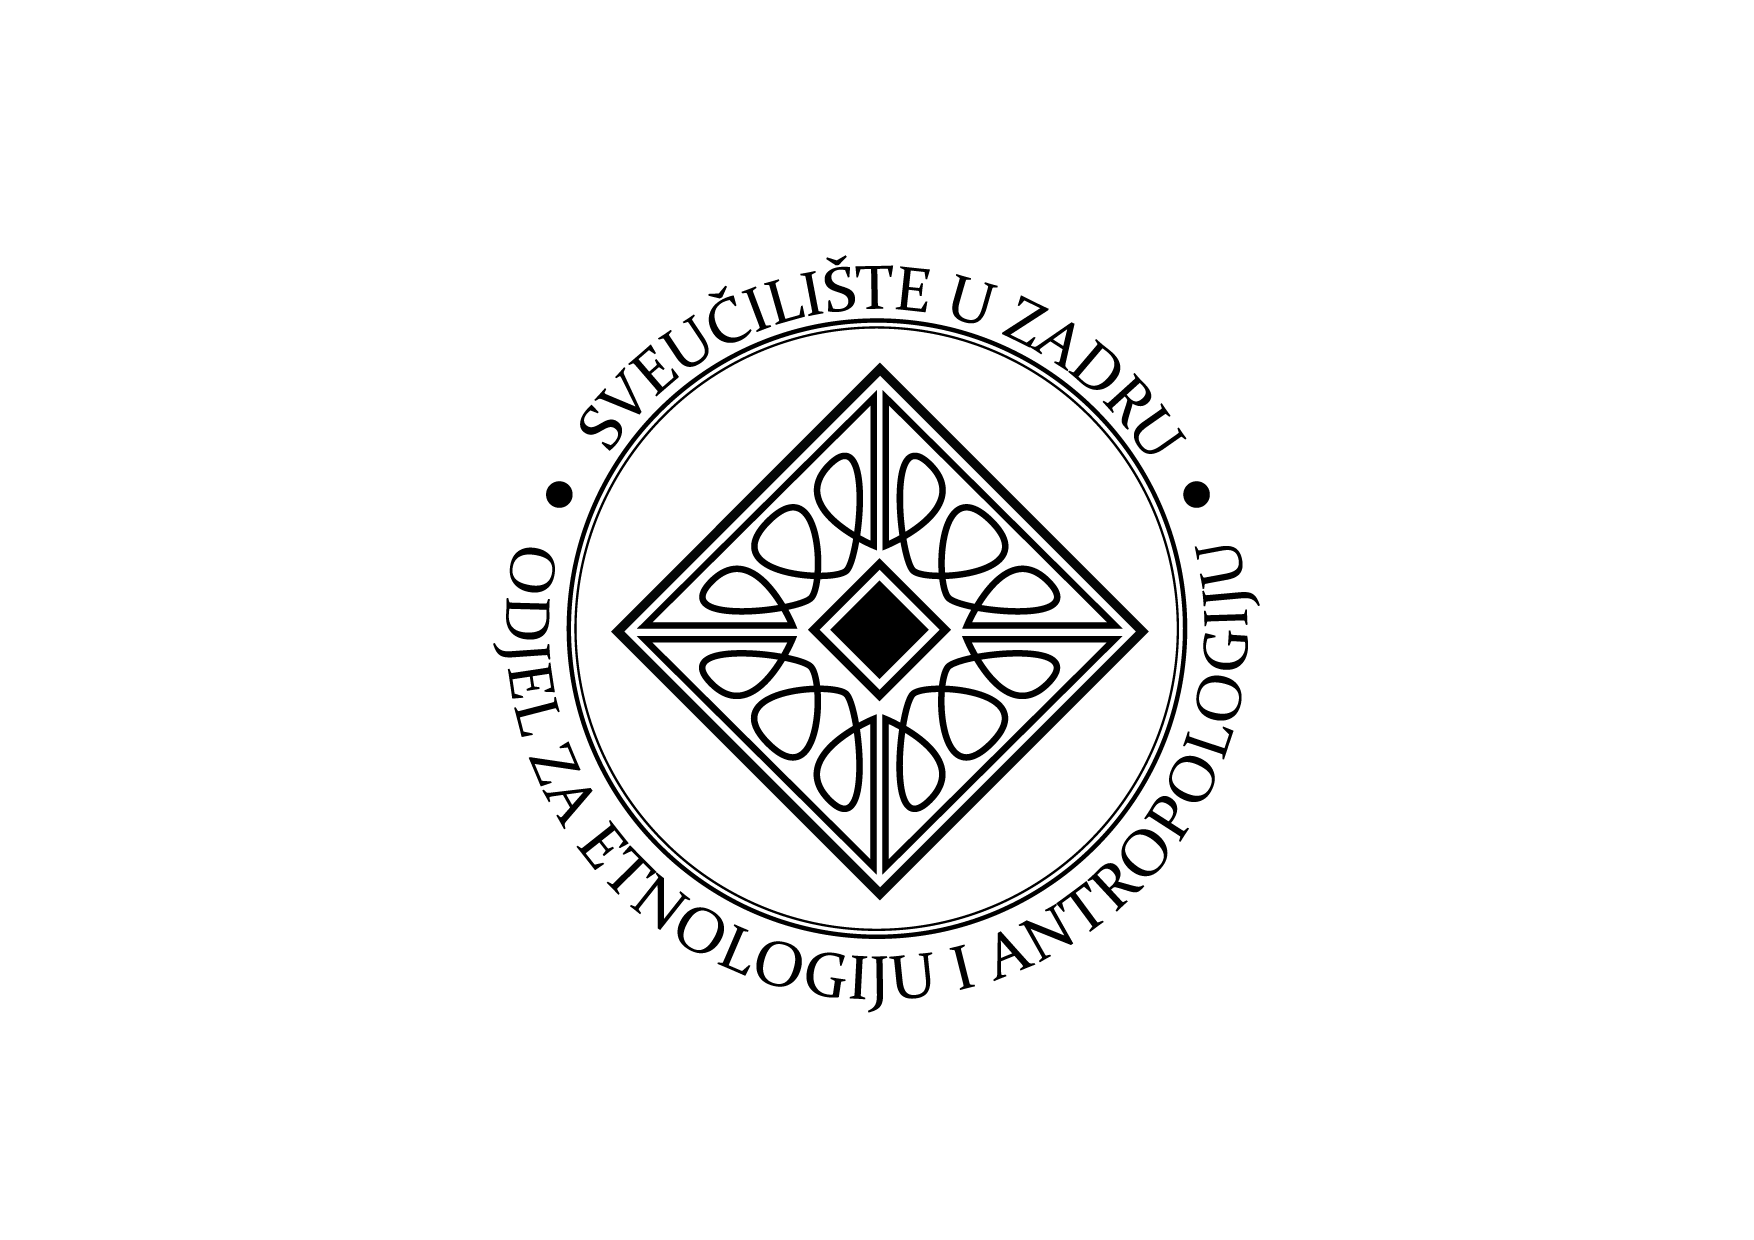 SVEUČILIŠTE U ZADRU
ODJEL ZA ETNOLOGIJU I ANTROPOLOGIJU